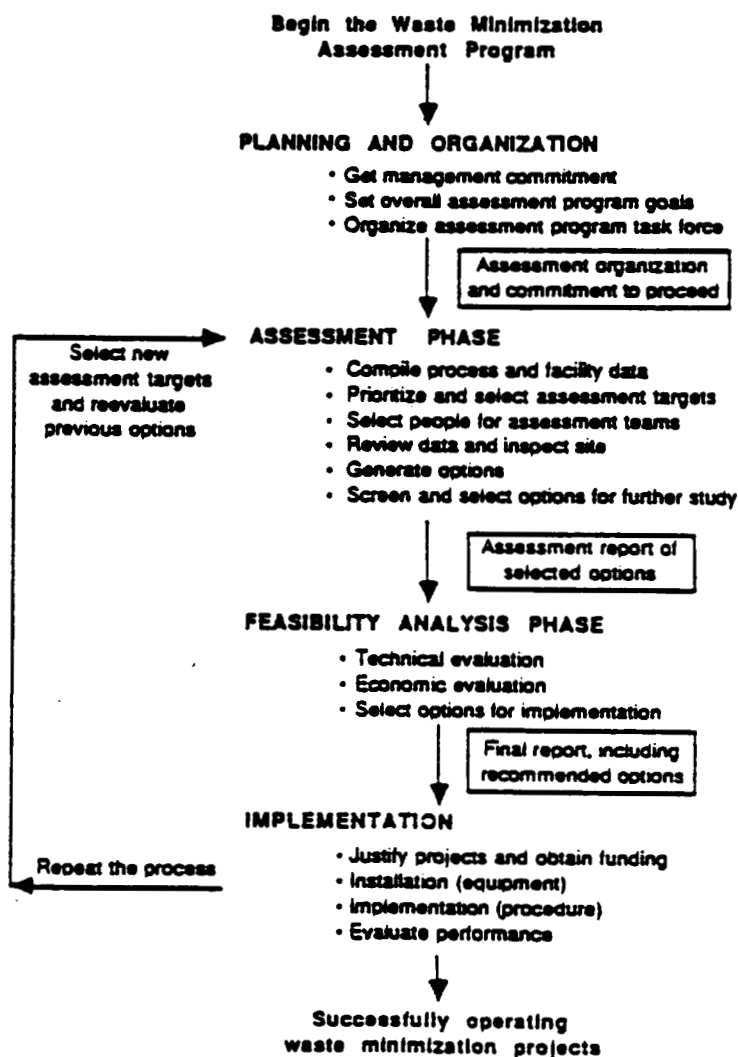 Begin the Waste Minimization
Assessment Program
PLANNING AND ORGANIZATION
• Get management commitment
• Set overall assessment program goals
• Organize assessment program task force
Assessment organization
and commitment to proceed
Select new
assessment targets
and reevaluate
previous options
ASSESSMENT PHASE
• Compile process and facility data
• Prioritize and select assessment targets
• Select people for assessment teams
• Review data and inspect site
• Generate options
• Screen and select options for further study
Assessment report of
selected options
FEASIBILITY ANALYSIS PHASE
• Technical evaluation
• Economic evaluation
• Select options for implementation
Final report, including
recommended options
IMPLEMENTATION
• Justify projects and obtain funding
• Installation (equipment)
• Implementation (procedure)
• Evaluate performance
Repeat the process
Successfully operating
waste minimization projects